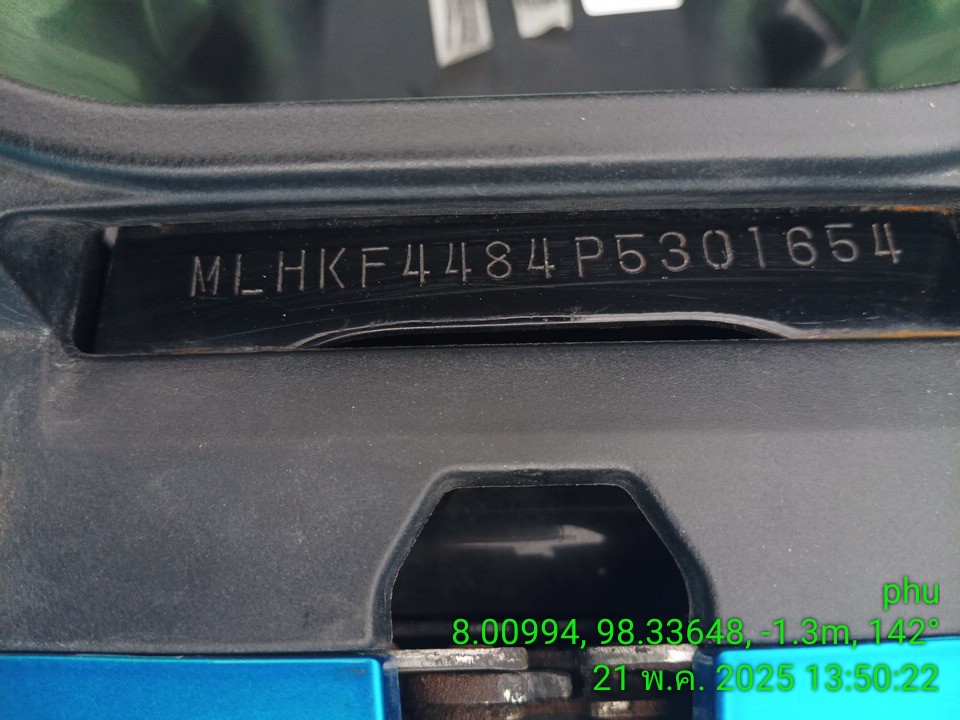 MLHKF4484P5301654
phu
8.00994, 98.33648, -1.3m, 142°
21 พ.ค. 2025 13:50:22